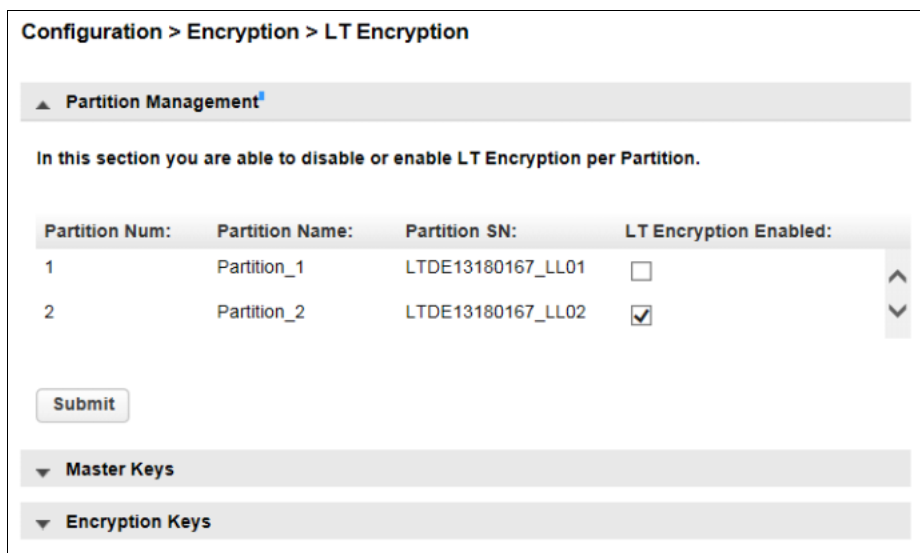 Configuration > Encryption > LT Encryption
Partition Management
In this section you are able to disable or enable LT Encryption per Partition.
Partition Num: Partition Name: Partition SN: LT Encryption Enabled:
1 Partition_1 LTDE13180167_LL01
2 Partition_2 LTDE13180167_LL02
Submit
Master Keys
Encryption Keys